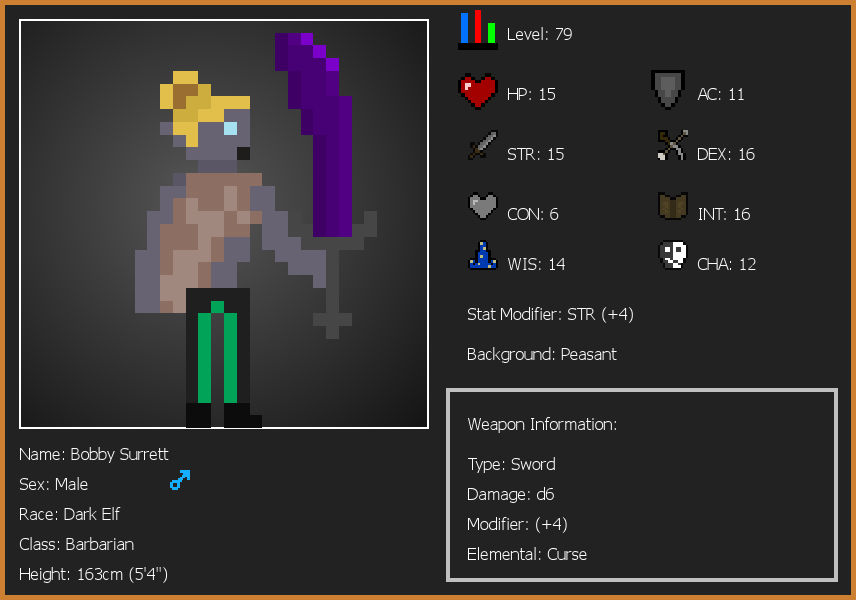 Level: 79
HP: 15
AC: 11
STR: 15
DEX: 16
CON: 6
INT: 16
WIS: 14
CHA: 12
Stat Modifier: STR (+4)
Background: Peasant
Weapon Information:
Type: Sword
Damage: d6
Modifier: (+4)
Elemental: Curse
Name: Bobby Surrett
Sex: Male
Race: Dark Elf
Class: Barbarian
Height: 163cm (5'4")